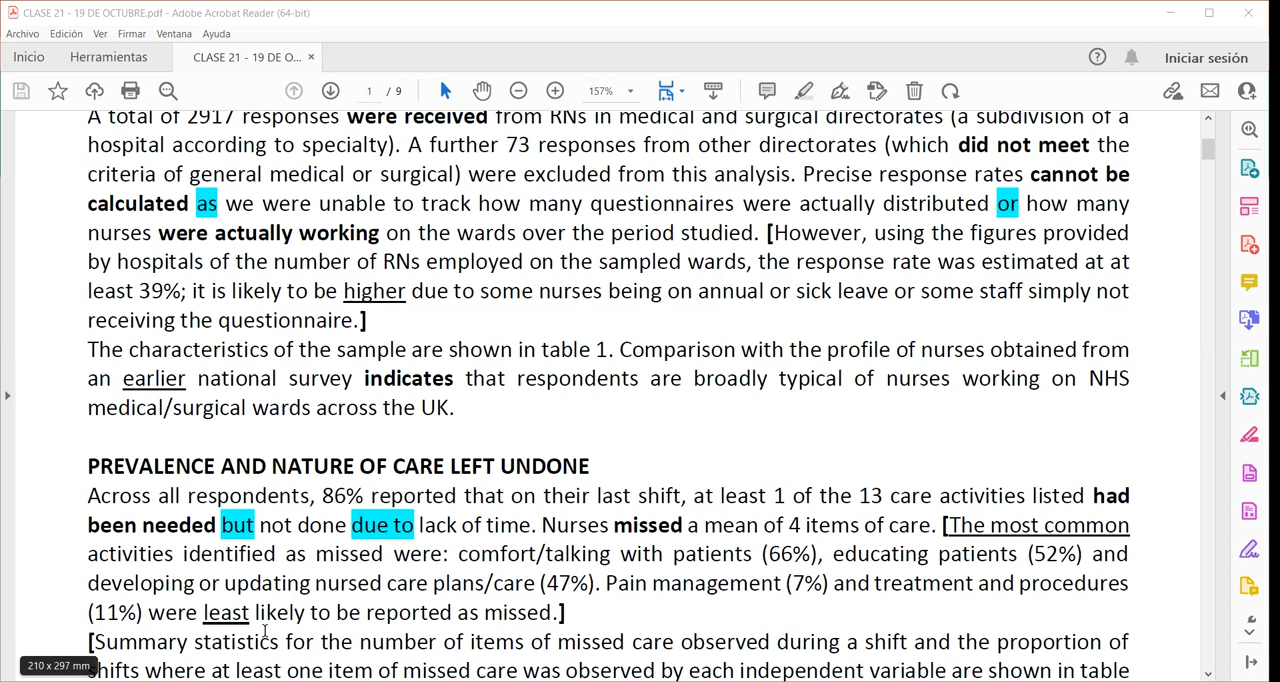 CLASE 21 - 19 DE OCTUBRE.pdf - Adobe Acrobat Reader (64-bit)
Archivo Edición Ver Firmar Ventana Ayuda
Inicio Herramientas CLASE 21 - 19 DE O... × Iniciar sesión
1 / 9 157%
A total of 2917 responses were received from RNs in medical and surgical directorates (a subdivision of a
hospital according to specialty). A further 73 responses from other directorates (which did not meet the
criteria of general medical or surgical) were excluded from this analysis. Precise response rates cannot be
calculated as we were unable to track how many questionnaires were actually distributed or how many
nurses were actually working on the wards over the period studied. [However, using the figures provided
by hospitals of the number of RNs employed on the sampled wards, the response rate was estimated at at
least 39%; it is likely to be higher due to some nurses being on annual or sick leave or some staff simply not
receiving the questionnaire.]
The characteristics of the sample are shown in table 1. Comparison with the profile of nurses obtained from
an earlier national survey indicates that respondents are broadly typical of nurses working on NHS
medical/surgical wards across the UK.
PREVALENCE AND NATURE OF CARE LEFT UNDONE
Across all respondents, 86% reported that on their last shift, at least 1 of the 13 care activities listed had
been needed but not done due to lack of time. Nurses missed a mean of 4 items of care. [The most common
activities identified as missed were: comfort/talking with patients (66%), educating patients (52%) and
developing or updating nursed care plans/care (47%). Pain management (7%) and treatment and procedures
(11%) were least likely to be reported as missed.]
[Summary statistics for the number of items of missed care observed during a shift and the proportion of
shifts where at least one item of missed care was observed by each independent variable are shown in table
210 x 297 mm